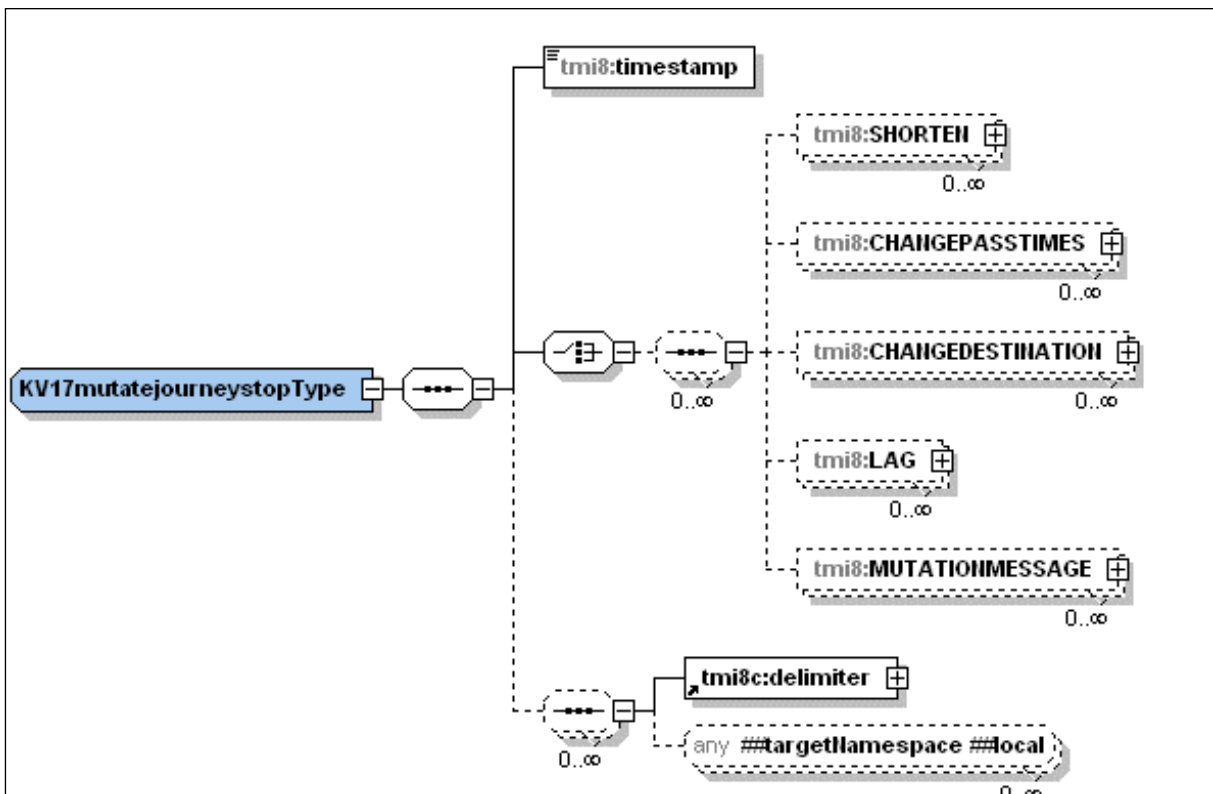 tmi8:timestamp
tmi8:SHORTEN
0..∞
tmi8:CHANGEPASSTIMES
0..∞
KV17mutatejourneystopType
0..∞
tmi8:CHANGEDESTINATION
0..∞
tmi8:LAG
0..∞
tmi8:MUTATIONMESSAGE
0..∞
tmi8c:delimiter
0..∞
any ##targetNamespace ##local
0..∞